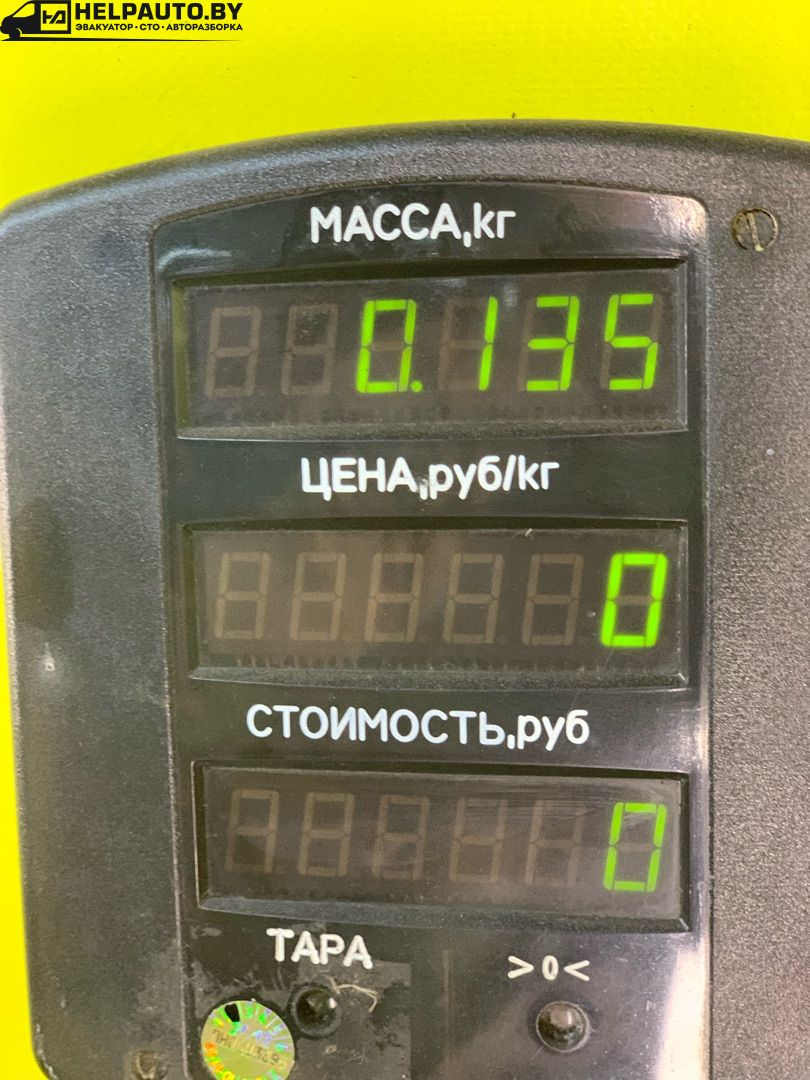 HELPAUTO.BY
ЭВАКУАТОР·СТО·АВТОРАЗБОРКА
МАССА,кг
0.135
ЦЕНА,руб/кг
0
СТОИМОСТЬ,руб
0
ТАРА
>0<